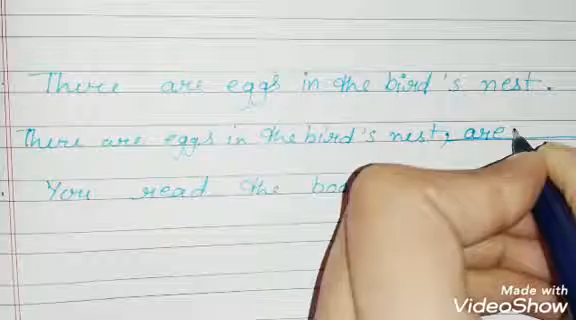 There are eggs in the bird's nest.
There are eggs in the bird's nest, are
You read the
Made with
VideoShow